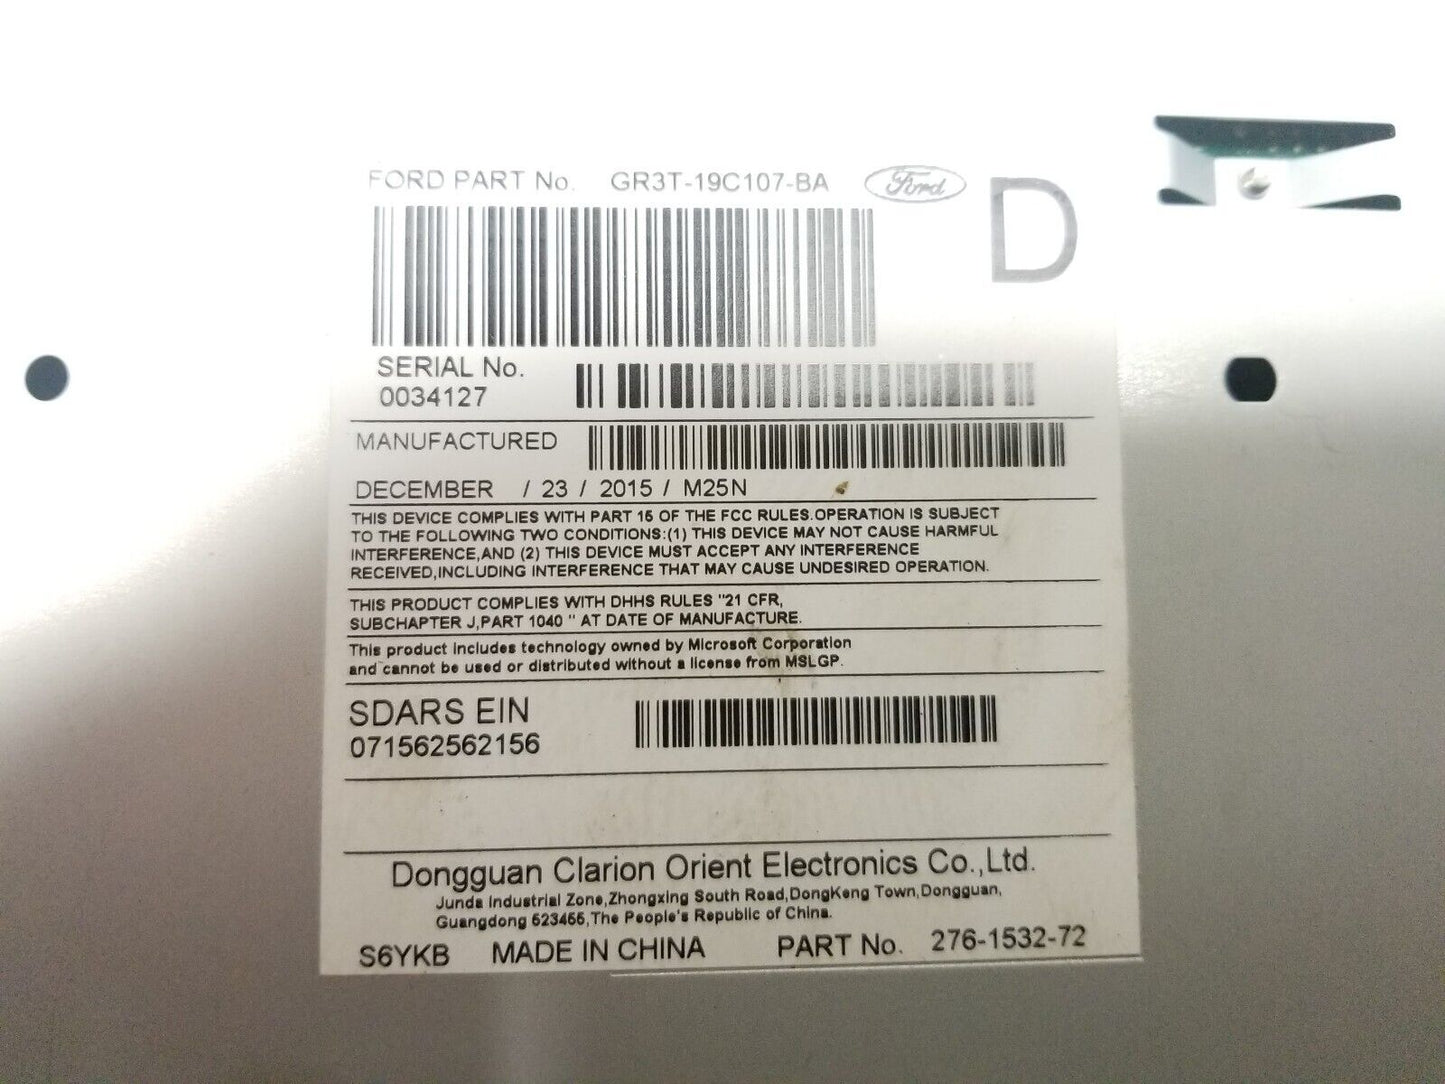 FORD PART No. GR3T-19C107-BA Ford D
SERIAL No.
0034127
MANUFACTURED
DECEMBER / 23 / 2015 / M25N
THIS DEVICE COMPLIES WITH PART 15 OF THE FCC RULES.OPERATION IS SUBJECT
TO THE FOLLOWING TWO CONDITIONS:(1) THIS DEVICE MAY NOT CAUSE HARMFUL
INTERFERENCE,AND (2) THIS DEVICE MUST ACCEPT ANY INTERFERENCE
RECEIVED,INCLUDING INTERFERENCE THAT MAY CAUSE UNDESIRED OPERATION.
THIS PRODUCT COMPLIES WITH DHHS RULES "21 CFR,
SUBCHAPTER J,PART 1040 " AT DATE OF MANUFACTURE.
This product includes technology owned by Microsoft Corporation
and cannot be used or distributed without a license from MSLGP.
SDARS EIN
071562562156
Dongguan Clarion Orient Electronics Co.,Ltd.
Junda Industrial Zone,Zhongxing South Road,DongKeng Town,Dongguan,
Guangdong 523466,The People's Republic of China.
S6YKB MADE IN CHINA PART No. 276-1532-72